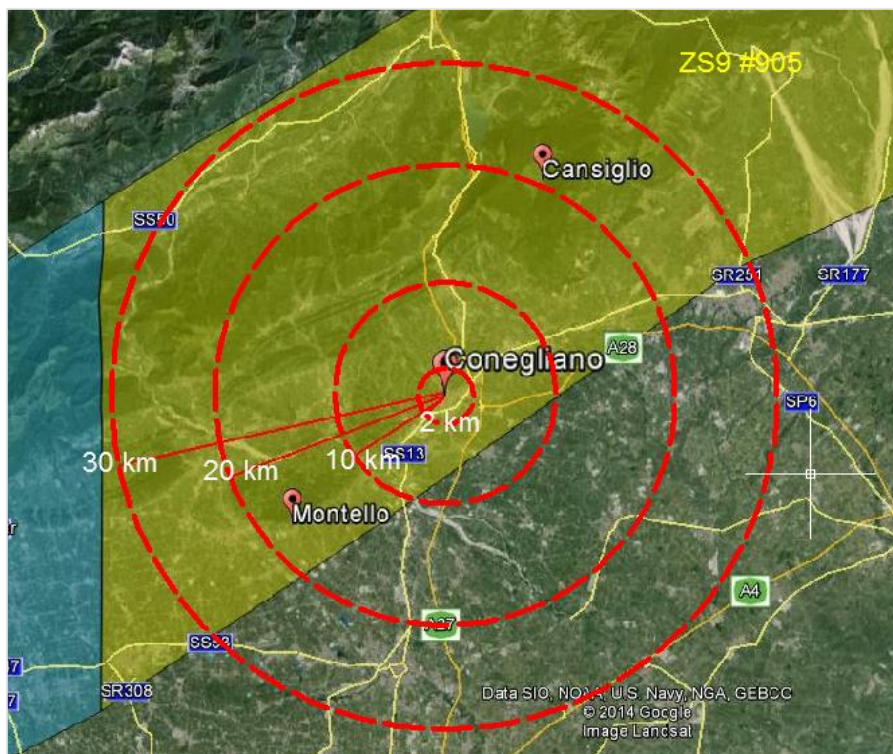 ZS9 #905
Cansiglio
SS50
SR251
SR177
Conegliano
A28
SP6
2 km
SS13
30 km
20 km
10 km
Montello
A4
A27
SS53
SR308
Data SIO, NOAA, U.S. Navy, NGA, GEBCO
© 2014 Google
Image Landsat